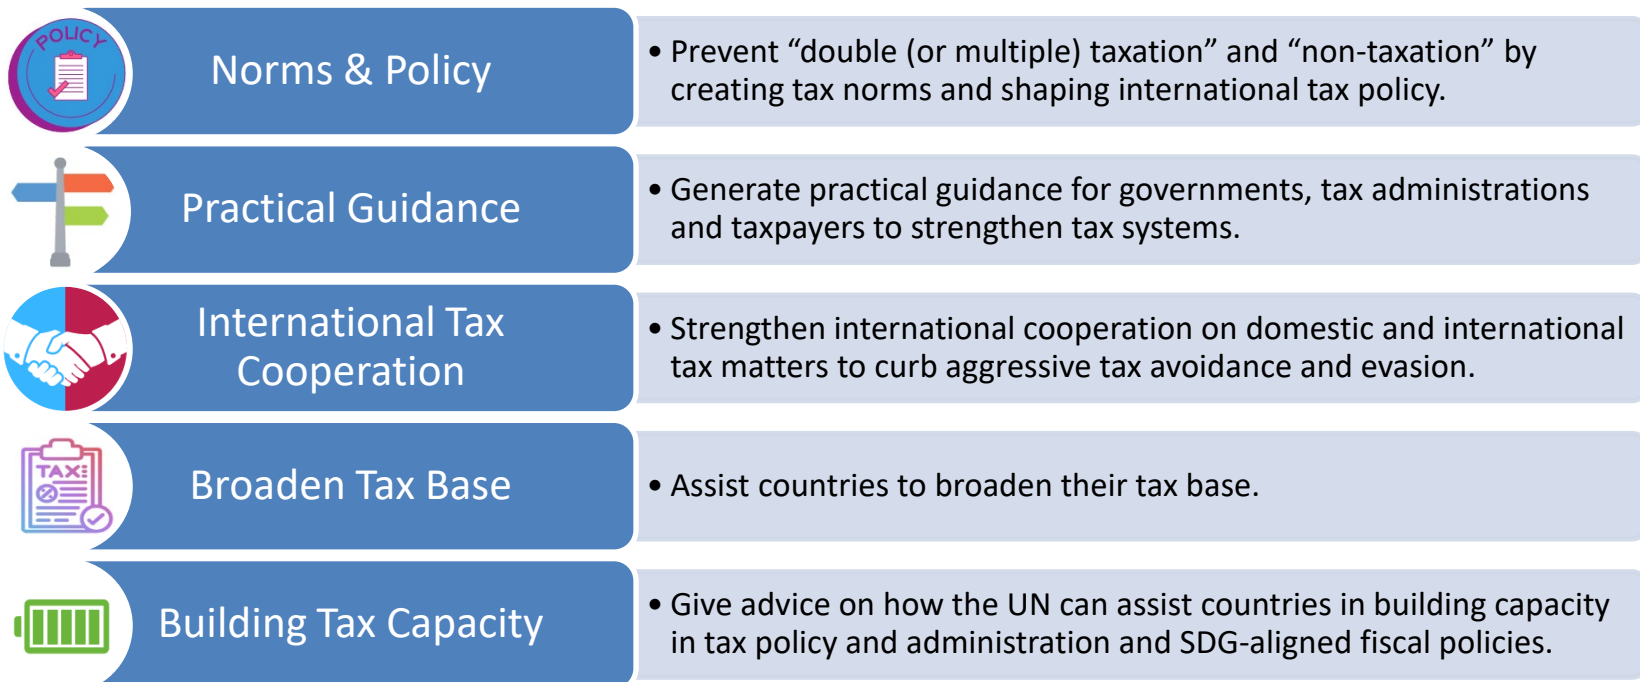 POLICY
Norms & Policy
• Prevent “double (or multiple) taxation” and “non-taxation” by
creating tax norms and shaping international tax policy.
Practical Guidance
• Generate practical guidance for governments, tax administrations
and taxpayers to strengthen tax systems.
International Tax
Cooperation
• Strengthen international cooperation on domestic and international
tax matters to curb aggressive tax avoidance and evasion.
TAX
Broaden Tax Base
• Assist countries to broaden their tax base.
Building Tax Capacity
• Give advice on how the UN can assist countries in building capacity
in tax policy and administration and SDG-aligned fiscal policies.